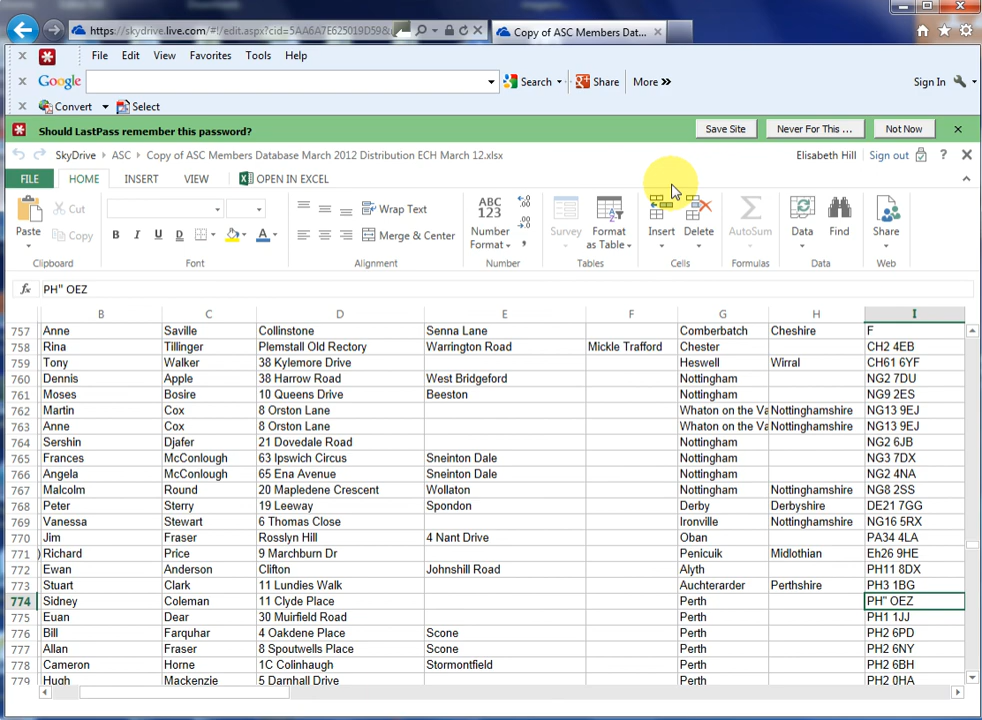 https://skydrive.live.com/#!/edit.aspx?cid=5AA6A7E625019D59&
Copy of ASC Members Dat...
File Edit View Favorites Tools Help
Google Search Share More » Sign In
Convert Select
Should LastPass remember this password? Save Site Never For This ... Not Now
SkyDrive ASC Copy of ASC Members Database March 2012 Distribution ECH March 12.xlsx Elisabeth Hill Sign out ?
FILE HOME INSERT VIEW OPEN IN EXCEL
Paste Cut Copy
Clipboard
B I U D A
Font
Wrap Text
Merge & Center
Alignment
ABC 123 Number Format
Number
Survey Format as Table
Tables
Insert Delete
Cells
AutoSum
Formulas
Data Find
Data
Share
Web
fx PH" OEZ
B C D E F G H I
757 Anne Saville Collinstone Senna Lane Comberbatch Cheshire F
758 Rina Tillinger Plemstall Old Rectory Warrington Road Mickle Trafford Chester CH2 4EB
759 Tony Walker 38 Kylemore Drive Heswell Wirral CH61 6YF
760 Dennis Apple 38 Harrow Road West Bridgeford Nottingham NG2 7DU
761 Moses Bosire 10 Queens Drive Beeston Nottingham NG9 2ES
762 Martin Cox 8 Orston Lane Whaton on the Va Nottinghamshire NG13 9EJ
763 Anne Cox 8 Orston Lane Whaton on the Va Nottinghamshire NG13 9EJ
764 Sershin Djafer 21 Dovedale Road Nottingham NG2 6JB
765 Frances McConlough 63 Ipswich Circus Sneinton Dale Nottingham NG3 7DX
766 Angela McConlough 65 Ena Avenue Sneinton Dale Nottingham NG2 4NA
767 Malcolm Round 20 Mapledene Crescent Wollaton Nottingham Nottinghamshire NG8 2SS
768 Peter Sterry 19 Leeway Spondon Derby Derbyshire DE21 7GG
769 Vanessa Stewart 6 Thomas Close Ironville Nottinghamshire NG16 5RX
770 Jim Fraser Rosslyn Hill 4 Nant Drive Oban PA34 4LA
771 ) Richard Price 9 Marchburn Dr Penicuik Midlothian Eh26 9HE
772 Ewan Anderson Clifton Johnshill Road Alyth PH11 8DX
773 Stuart Clark 11 Lundies Walk Auchterarder Perthshire PH3 1BG
774 Sidney Coleman 11 Clyde Place Perth PH" OEZ
775 Euan Dear 30 Muirfield Road Perth PH1 1JJ
776 Bill Farquhar 4 Oakdene Place Scone Perth PH2 6PD
777 Allan Fraser 8 Spoutwells Place Scone Perth PH2 6NY
778 Cameron Horne 1C Colinhaugh Stormontfield Perth PH2 6BH
779 Hugh Mackenzie 5 Darnhall Drive Perth PH2 0HA